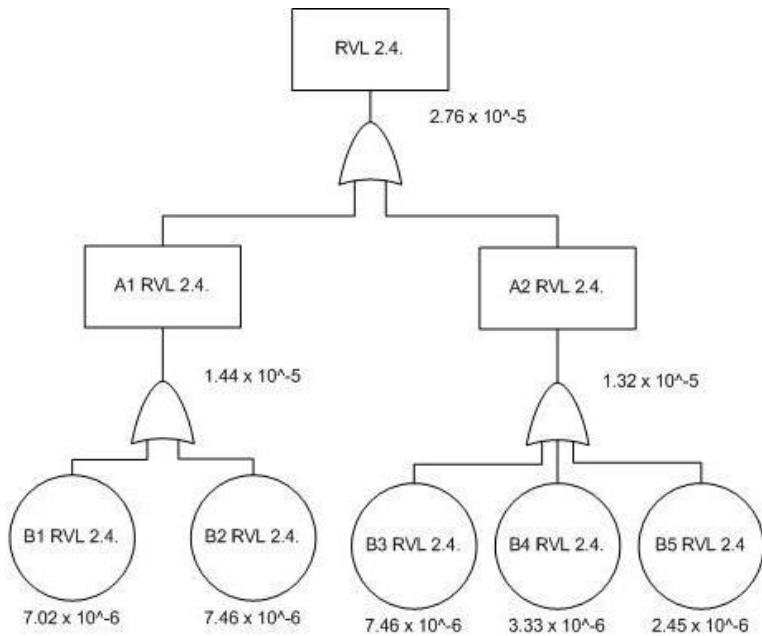 RVL 2.4.
2.76 x 10^-5
A1 RVL 2.4.
A2 RVL 2.4.
1.44 x 10^-5
1.32 x 10^-5
B1 RVL 2.4.
B2 RVL 2.4.
B3 RVL 2.4.
B4 RVL 2.4.
B5 RVL 2.4
7.02 x 10^-6
7.46 x 10^-6
7.46 x 10^-6
3.33 x 10^-6
2.45 x 10^-6